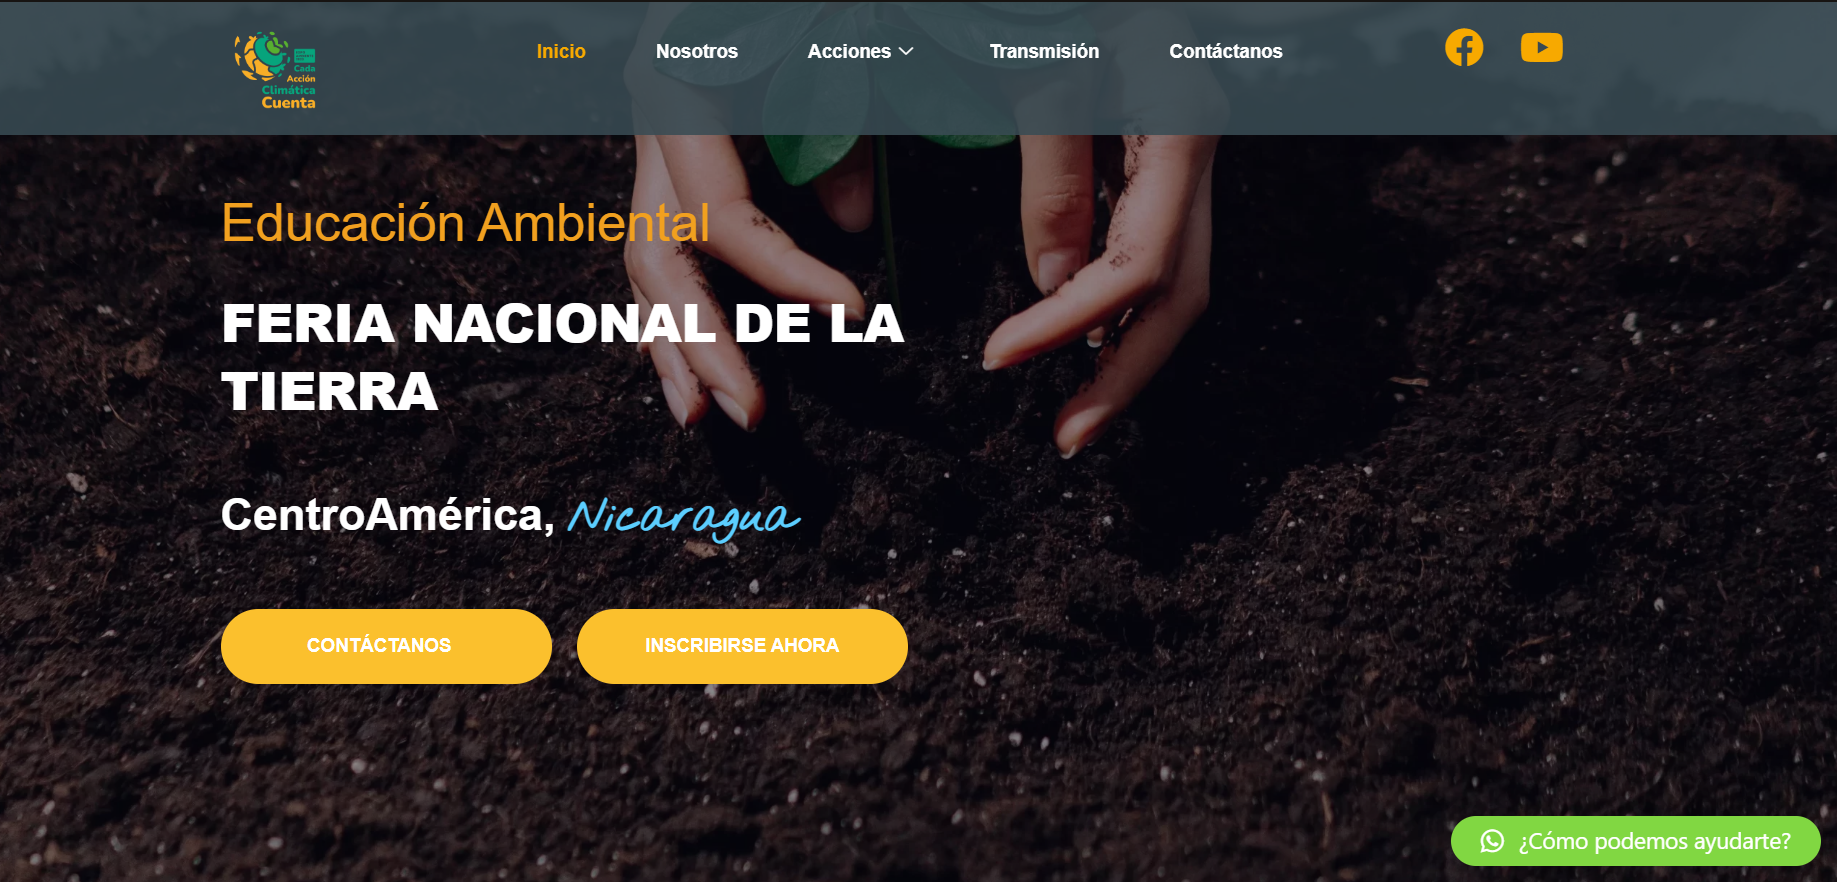 Cada
Acción
Climática
Cuenta
Inicio
Nosotros
Acciones
Transmisión
Contáctanos
Educación Ambiental
FERIA NACIONAL DE LA
TIERRA
CentroAmérica, Nicaragua
CONTÁCTANOS
INSCRIBIRSE AHORA
¿Cómo podemos ayudarte?